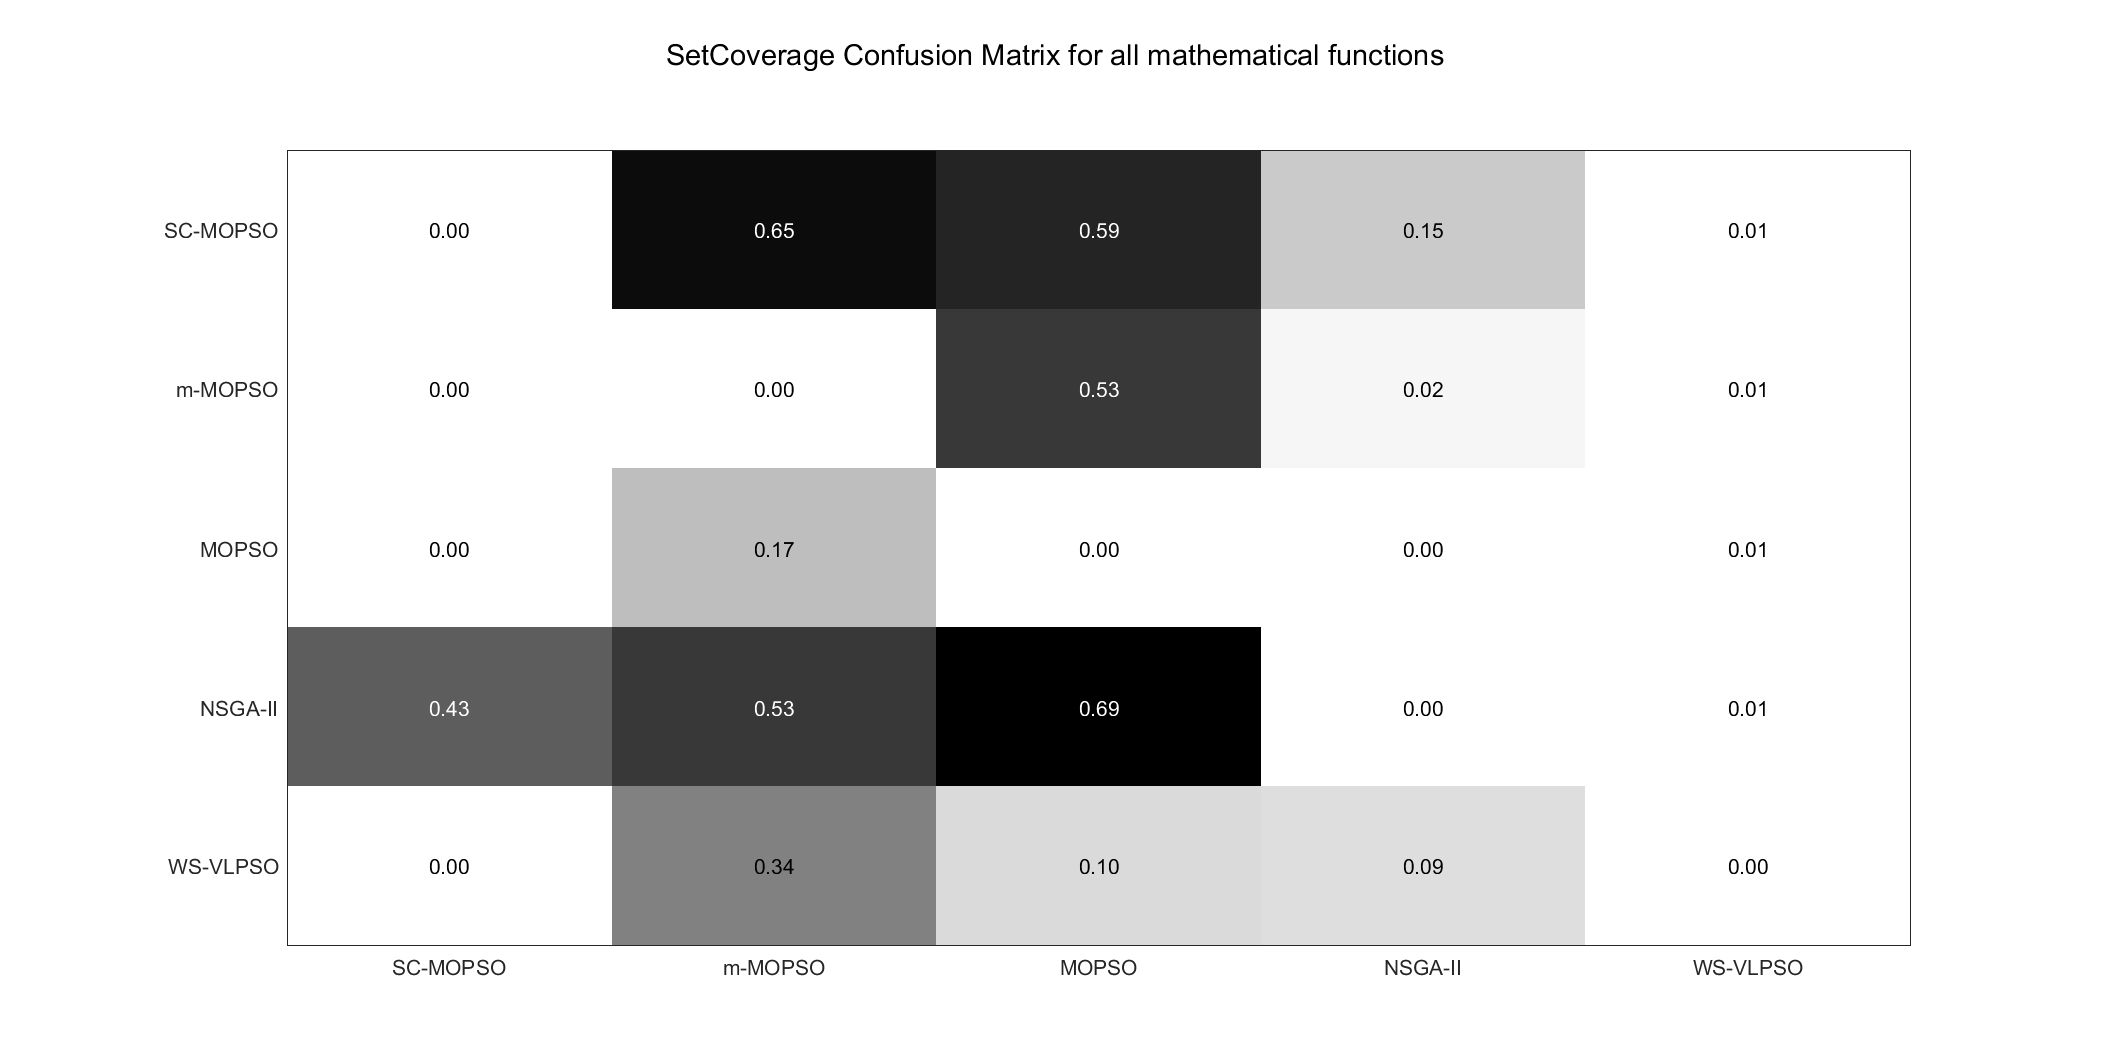 SetCoverage Confusion Matrix for all mathematical functions
SC-MOPSO 0.00 0.65 0.59 0.15 0.01
m-MOPSO 0.00 0.00 0.53 0.02 0.01
MOPSO 0.00 0.17 0.00 0.00 0.01
NSGA-II 0.43 0.53 0.69 0.00 0.01
WS-VLPSO 0.00 0.34 0.10 0.09 0.00
SC-MOPSO m-MOPSO MOPSO NSGA-II WS-VLPSO